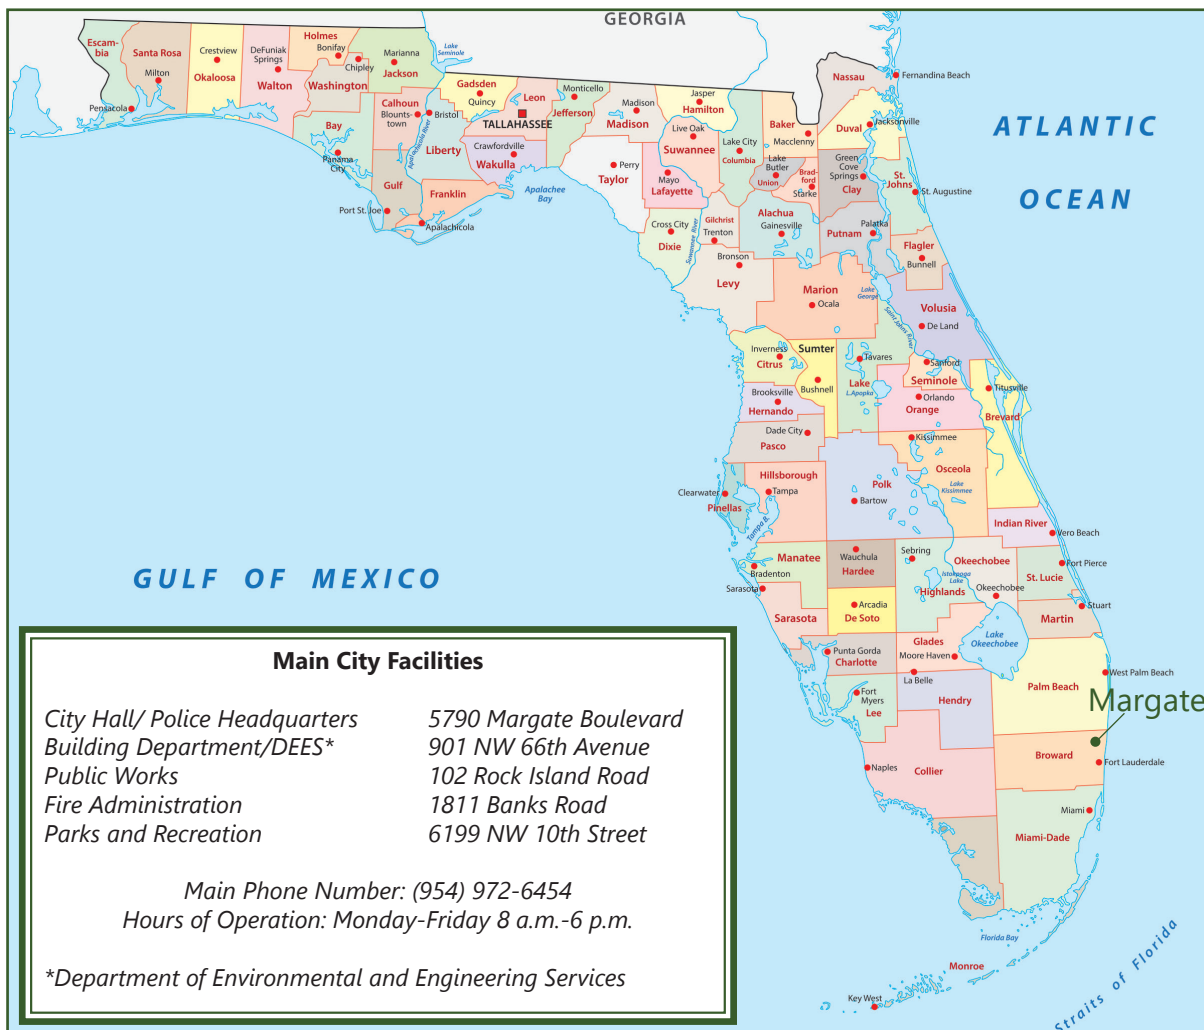 GEORGIA
Escam-
bia
Santa Rosa
Milton
Pensacola
Crestview
Okaloosa
DeFuniak
Springs
Walton
Holmes
Bonifay
Chipley
Washington
Marianna
Jackson
Lake
Seminole
Bay
Panama
City
Calhoun
Blounts-
town
Apalachicola River
Bristol
Liberty
Gulf
Port St. Joe
Franklin
Apalachicola
Gadsden
Quincy
Leon
TALLAHASSEE
Crawfordville
Wakulla
Apalachee
Bay
Monticello
Jefferson
Madison
Madison
Perry
Taylor
Jasper
Hamilton
Live Oak
Suwannee
Mayo
Lafayette
Lake City
Columbia
Baker
Macclenny
Lake
Butler
Union
Brad-
ford
Starke
Nassau
Fernandina Beach
Duval
Jacksonville
Green
Cove
Springs
Clay
St.
Johns
St. Augustine
ATLANTIC
OCEAN
Cross City
Dixie
Suwannee River
Gilchrist
Trenton
Alachua
Gainesville
Putnam
Palatka
Flagler
Bunnell
Bronson
Levy
Marion
Ocala
Lake
George
Saint Johns River
Volusia
De Land
Inverness
Citrus
Sumter
Bushnell
Tavares
Lake
L.Apopka
Sanford
Seminole
Orlando
Orange
Titusville
Brevard
Brooksville
Hernando
Dade City
Pasco
Kissimmee
Osceola
Lake
Kissimmee
Hillsborough
Tampa
Clearwater
Pinellas
Tampa B.
Polk
Bartow
Indian River
Vero Beach
Manatee
Bradenton
Sarasota
Sarasota
Wauchula
Hardee
Sebring
Highlands
Istokpoga
Lake
Okeechobee
Okeechobee
St. Lucie
Fort Pierce
Stuart
Martin
Arcadia
De Soto
Glades
Moore Haven
Lake
Okeechobee
Punta Gorda
Charlotte
La Belle
Hendry
Fort
Myers
Lee
Palm Beach
West Palm Beach
Margate
Broward
Fort Lauderdale
Naples
Collier
Miami
Miami-Dade
Florida Bay
Monroe
Key West
Straits of Florida
GULF OF MEXICO
Main City Facilities
City Hall/ Police Headquarters 5790 Margate Boulevard
Building Department/DEES* 901 NW 66th Avenue
Public Works 102 Rock Island Road
Fire Administration 1811 Banks Road
Parks and Recreation 6199 NW 10th Street
Main Phone Number: (954) 972-6454
Hours of Operation: Monday-Friday 8 a.m.-6 p.m.
*Department of Environmental and Engineering Services